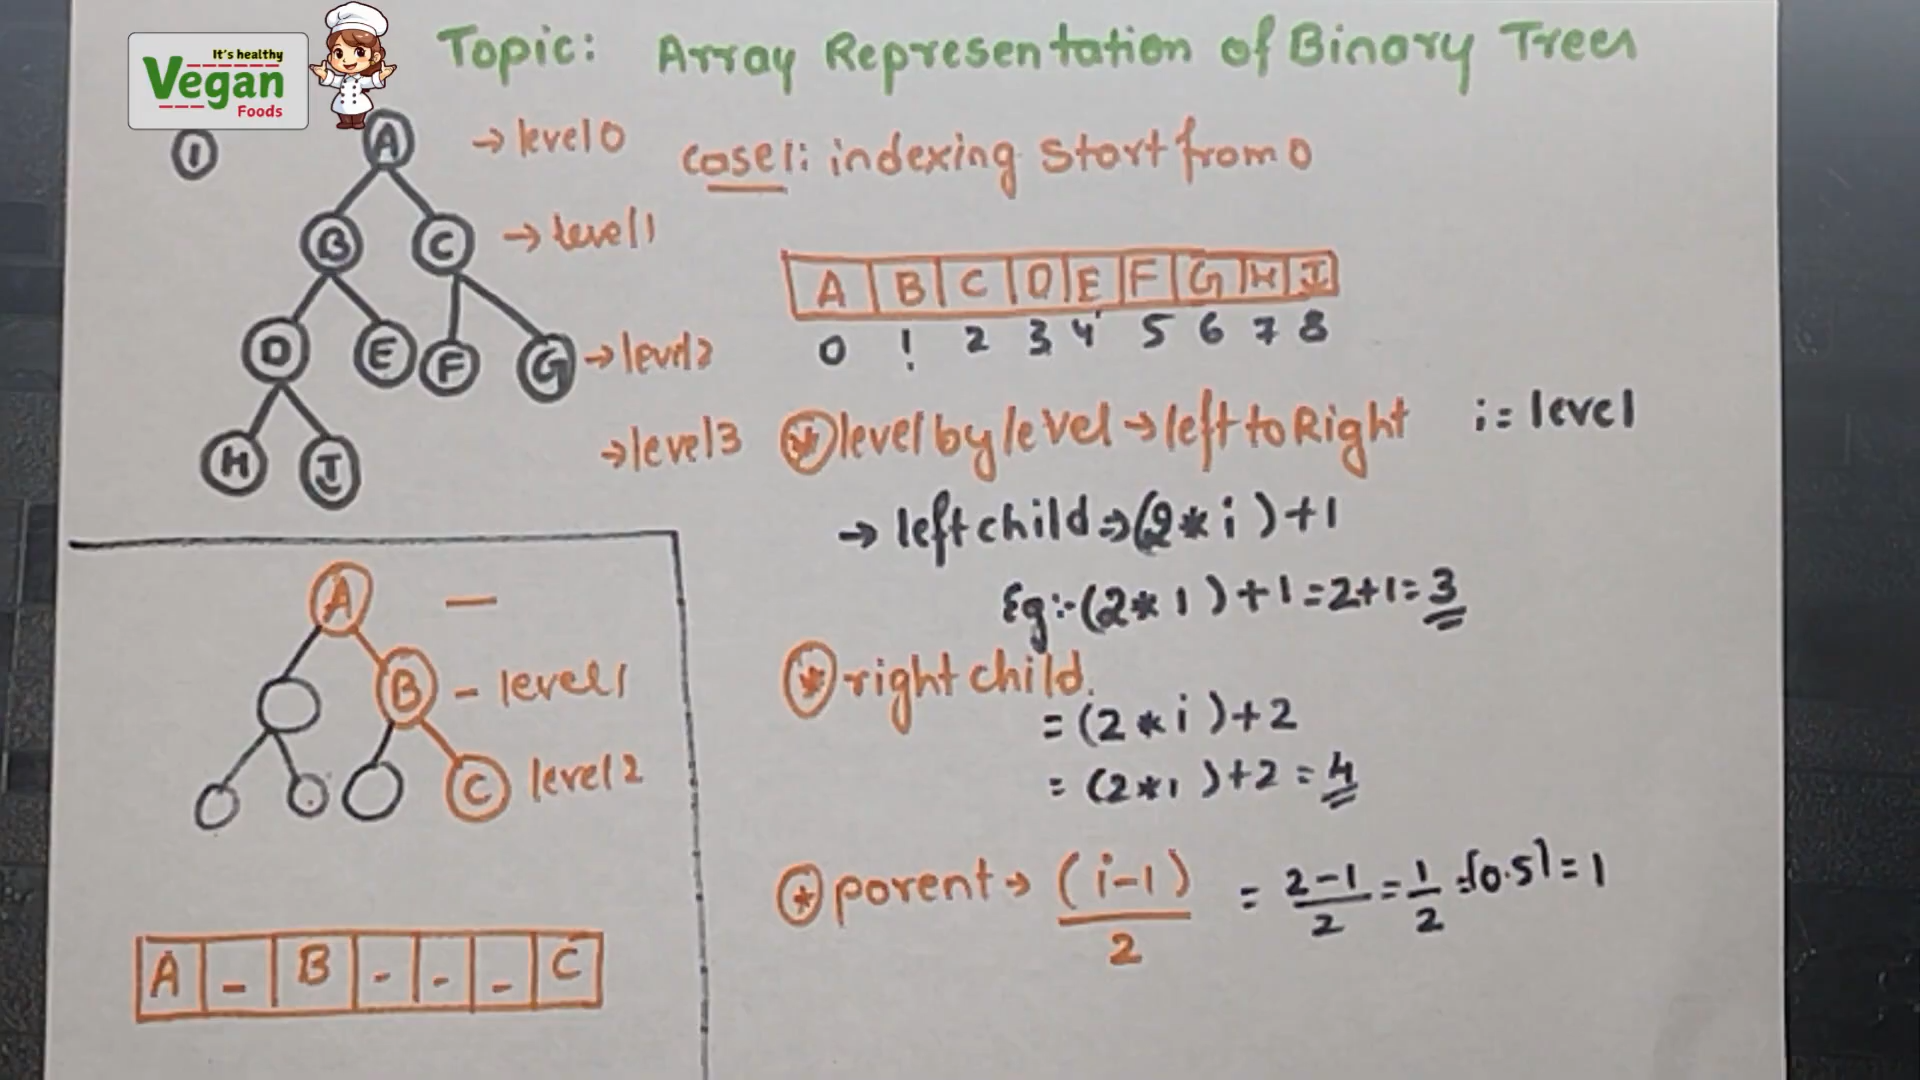 It's healthy
Vegan
Foods
Topic: Array Representation of Binary Trees
1
A → level 0
case1: indexing start from 0
B C → level 1
A B C D E F G H I
0 1 2 3 4 5 6 7 8
D E F G → level 2
H I → level 3
* level by level → left to Right i = level
→ left child ⇒ (2 * i ) + 1
Eg :- (2 * 1 ) + 1 = 2 + 1 = 3
* right child.
= (2 * i ) + 2
= (2 * 1 ) + 2 = 4
* parent → (i-1) / 2 = 2-1 / 2 = 1 / 2 = ⌈0.5⌉ = 1
A –
B – level 1
C level 2
A - B - - - C